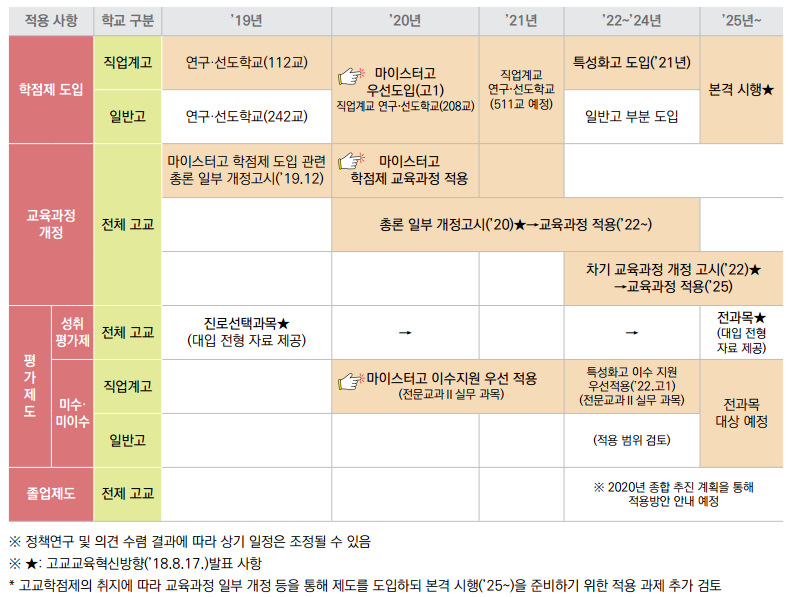 적용 사항
학교 구분
’19년
’20년
’21년
’22~’24년
’25년~
학점제 도입
직업계고
연구·선도학교(112교)
마이스터고
우선도입(고1)
직업계교 연구·선도학교(208교)
직업계교
연구·선도학교
(511교 예정)
특성화고 도입(’21년)
본격 시행★
일반고
연구·선도학교(242교)
일반고 부분 도입
교육과정
개정
전체 고교
마이스터고 학점제 도입 관련
총론 일부 개정고시(’19.12)
마이스터고
학점제 교육과정 적용
총론 일부 개정고시(’20)★→교육과정 적용(’22~)
차기 교육과정 개정 고시(’22)★
→교육과정 적용(’25)
평
가
제
도
성취
평가제
전체 고교
진로선택과목★
(대입 전형 자료 제공)
→
→
전과목★
(대입 전형
자료 제공)
미수·
미이수
직업계고
마이스터고 이수지원 우선 적용
(전문교과Ⅱ 실무 과목)
특성화고 이수 지원
우선적용(’22.고1)
(전문교과Ⅱ 실무 과목)
전과목
대상 예정
일반고
(적용 범위 검토)
졸업제도
전제 고교
※ 2020년 종합 추진 계획을 통해
적용방안 안내 예정
※ 정책연구 및 의견 수렴 결과에 따라 상기 일정은 조정될 수 있음
※ ★: 고교교육혁신방향(’18.8.17.)발표 사항
* 고교학점제의 취지에 따라 교육과정 일부 개정 등을 통해 제도를 도입하되 본격 시행(’25~)을 준비하기 위한 적용 과제 추가 검토